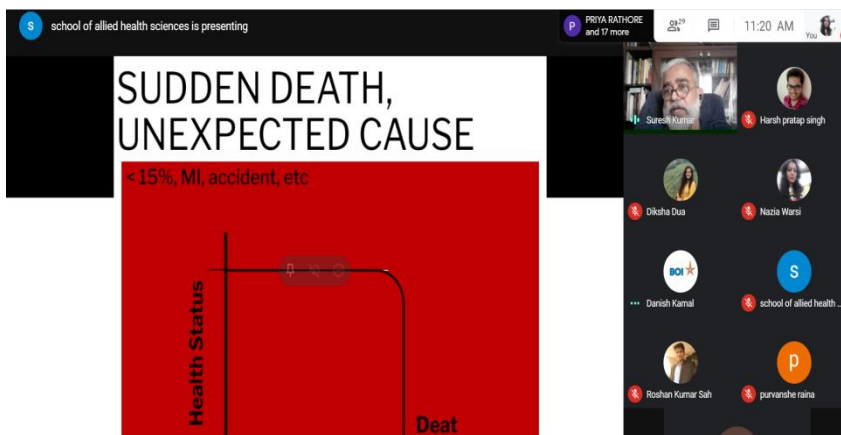 S school of allied health sciences is presenting
P PRIYA RATHORE
and 17 more
29
11:20 AM
You
SUDDEN DEATH,
UNEXPECTED CAUSE
< 15%, MI, accident, etc
Health Status
Deat
Suresh Kumar
Harsh pratap singh
Diksha Dua
Nazia Warsi
BOI
S
Danish Kamal
school of allied health ...
p
Roshan Kumar Sah
purvanshe raina